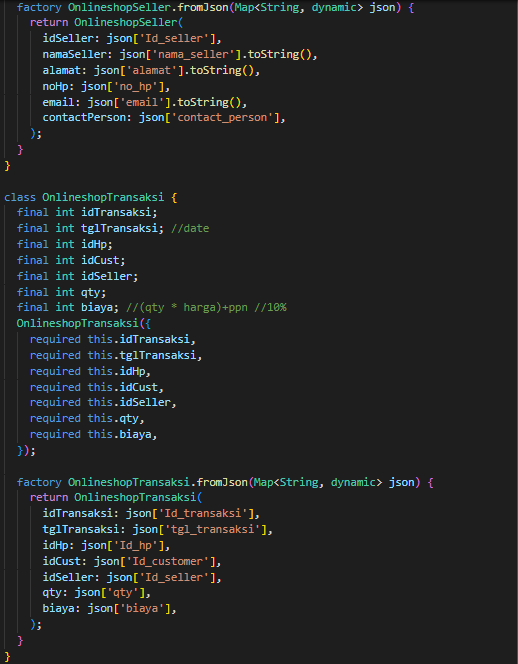 factory OnlineshopSeller.fromJson(Map<String, dynamic> json) {
return OnlineshopSeller(
idSeller: json['Id_seller'],
namaSeller: json['nama_seller'].toString(),
alamat: json['alamat'].toString(),
noHp: json['no_hp'],
email: json['email'].toString(),
contactPerson: json['contact_person'],
);
}
}
class OnlineshopTransaksi {
final int idTransaksi;
final int tglTransaksi; //date
final int idHp;
final int idCust;
final int idSeller;
final int qty;
final int biaya; //(qty * harga)+ppn //10%
OnlineshopTransaksi({
required this.idTransaksi,
required this.tglTransaksi,
required this.idHp,
required this.idCust,
required this.idSeller,
required this.qty,
required this.biaya,
});
factory OnlineshopTransaksi.fromJson(Map<String, dynamic> json) {
return OnlineshopTransaksi(
idTransaksi: json['Id_transaksi'],
tglTransaksi: json['tgl_transaksi'],
idHp: json['Id_hp'],
idCust: json['Id_customer'],
idSeller: json['Id_seller'],
qty: json['qty'],
biaya: json['biaya'],
);
}
}